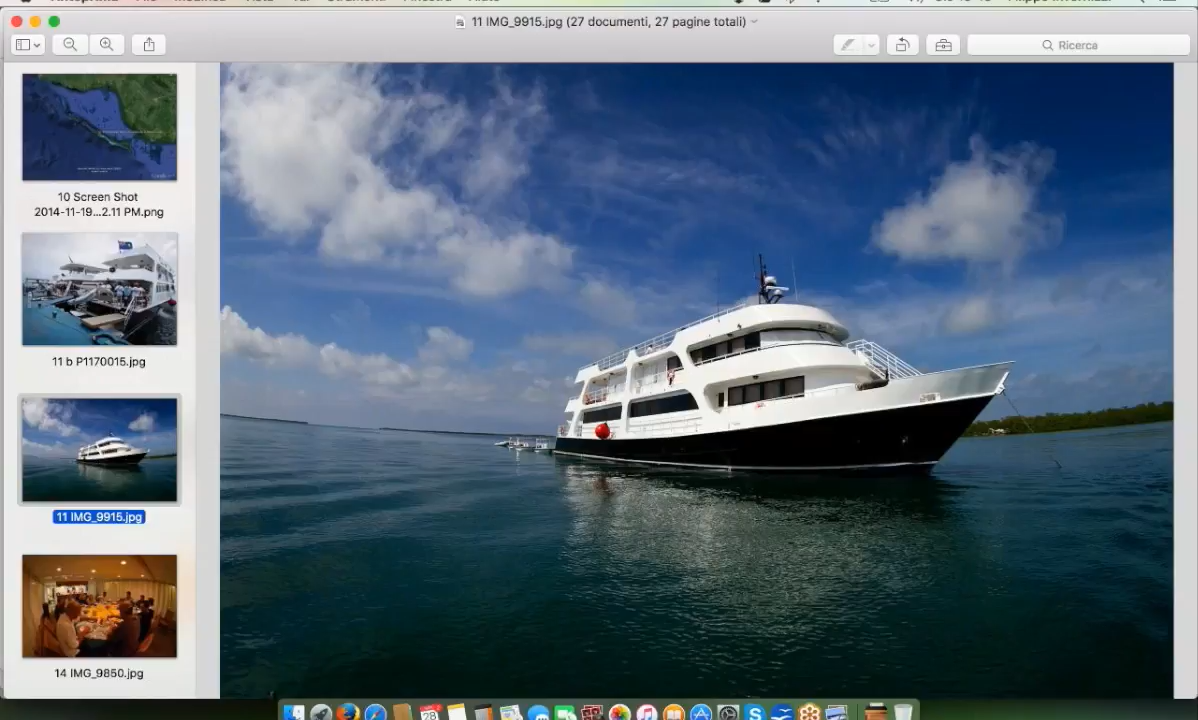 11 IMG_9915.jpg (27 documenti, 27 pagine totali)
Ricerca
10 Screen Shot
2014-11-19...2.11 PM.png
11 b P1170015.jpg
11 IMG_9915.jpg
14 IMG_9850.jpg
28